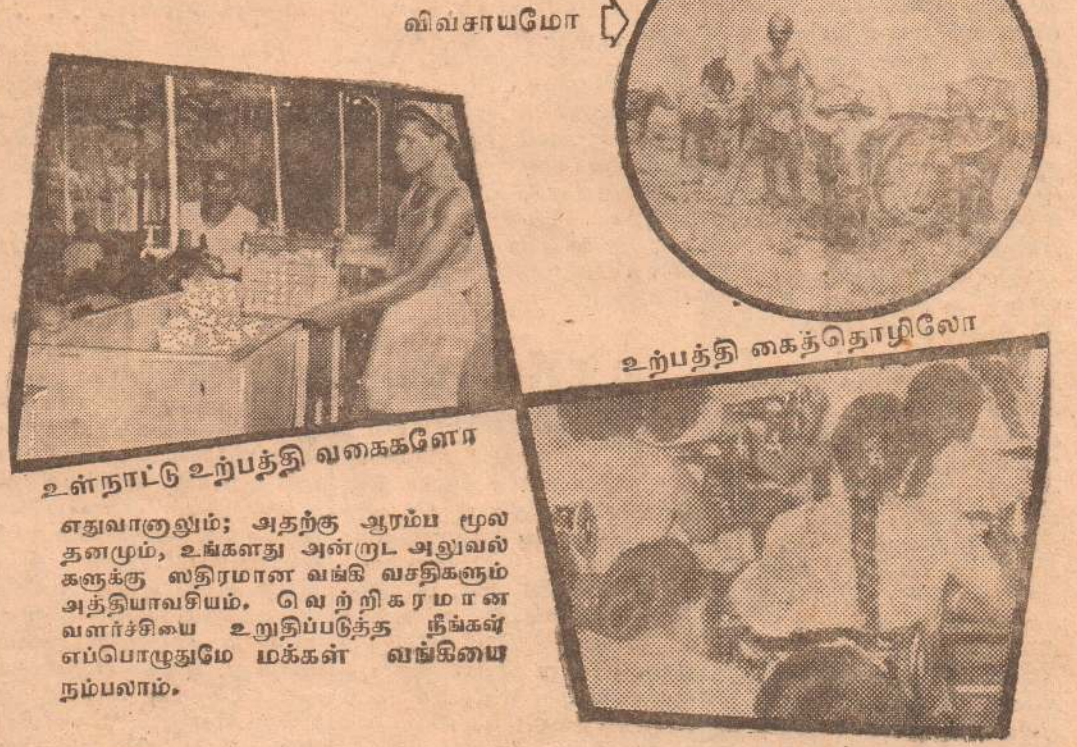 விவசாயமோ
உற்பத்தி கைத்தொழிலோ
உள்நாட்டு உற்பத்தி வகைகளோ
எதுவானாலும்; அதற்கு ஆரம்ப மூல
தனமும், உங்களது அன்றாட அலுவல்
களுக்கு ஸதிரமான வங்கி வசதிகளும்
அத்தியாவசியம். வெற்றிகரமான
வளர்ச்சியை உறுதிப்படுத்த நீங்கள்
எப்பொழுதுமே மக்கள் வங்கியை
நம்பலாம்.